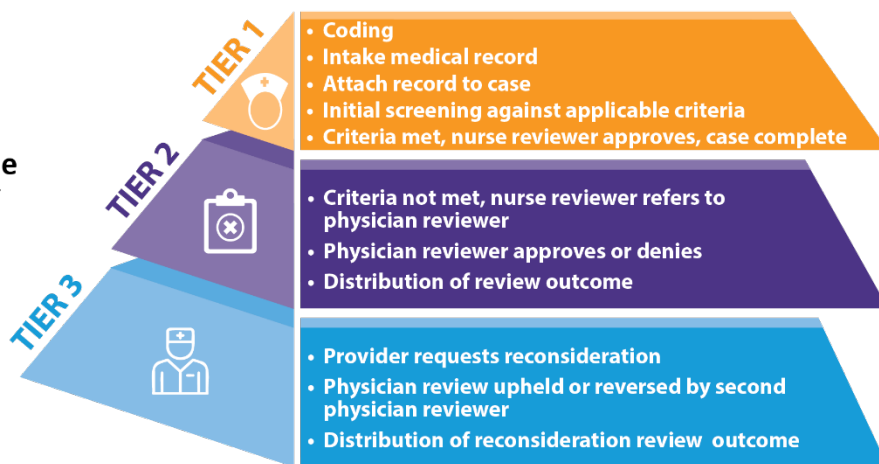 TIER 1
• Coding
• Intake medical record
• Attach record to case
• Initial screening against applicable criteria
• Criteria met, nurse reviewer approves, case complete
TIER 2
• Criteria not met, nurse reviewer refers to
physician reviewer
• Physician reviewer approves or denies
• Distribution of review outcome
TIER 3
• Provider requests reconsideration
• Physician review upheld or reversed by second
physician reviewer
• Distribution of reconsideration review outcome